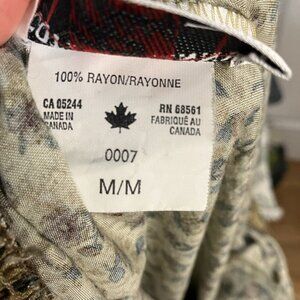 100% RAYON/RAYONNE
CA 05244
MADE IN
CANADA
RN 68561
FABRIQUÉ AU
CANADA
0007
M/M